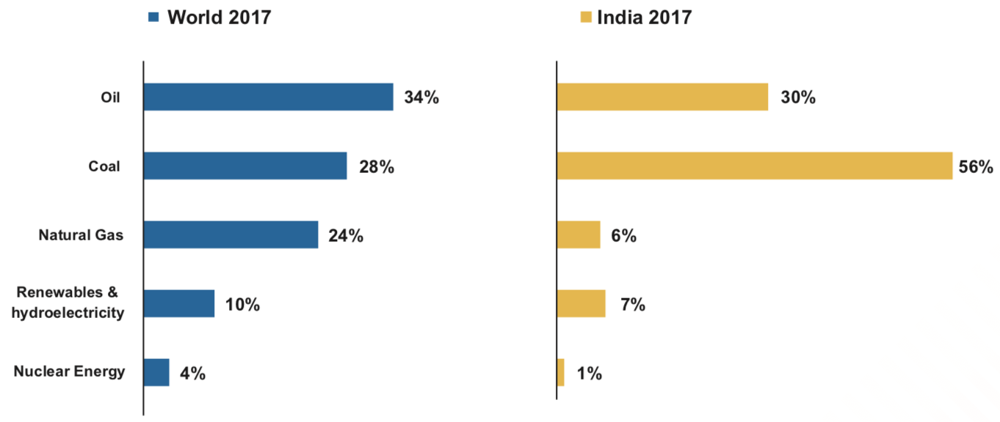 World 2017
India 2017
Oil
34%
30%
Coal
28%
56%
Natural Gas
24%
6%
Renewables &
hydroelectricity
10%
7%
Nuclear Energy
4%
1%